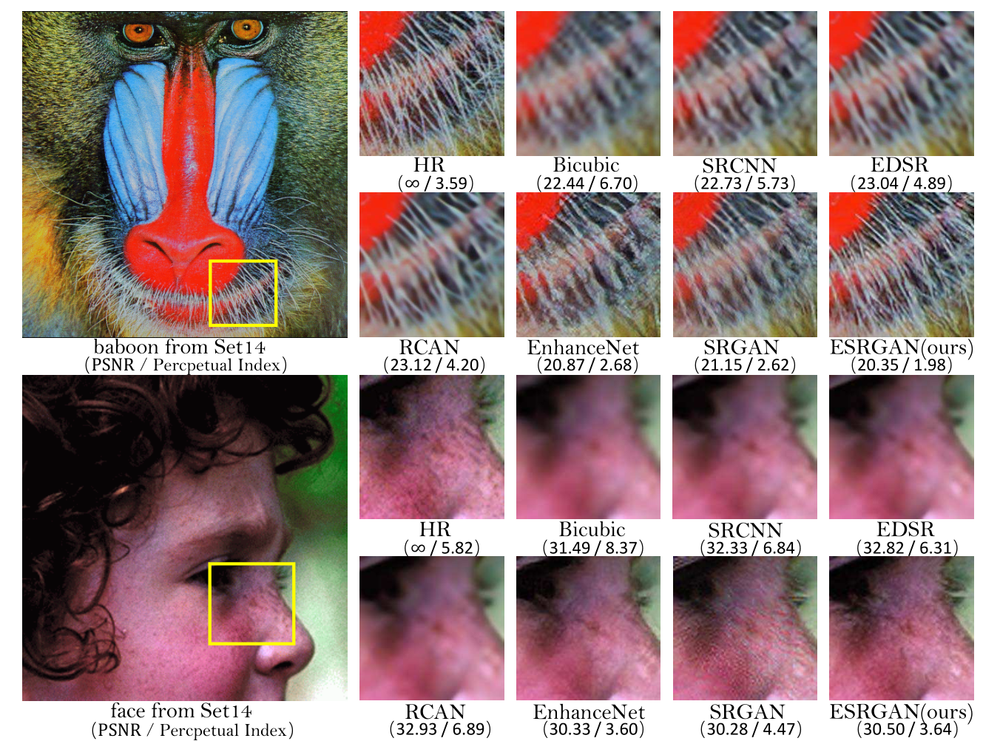 HR
(∞ / 3.59)
Bicubic
(22.44 / 6.70)
SRCNN
(22.73 / 5.73)
EDSR
(23.04 / 4.89)
baboon from Set14
(PSNR / Percpetual Index)
RCAN
(23.12 / 4.20)
EnhanceNet
(20.87 / 2.68)
SRGAN
(21.15 / 2.62)
ESRGAN(ours)
(20.35 / 1.98)
HR
(∞ / 5.82)
Bicubic
(31.49 / 8.37)
SRCNN
(32.33 / 6.84)
EDSR
(32.82 / 6.31)
face from Set14
(PSNR / Percpetual Index)
RCAN
(32.93 / 6.89)
EnhanceNet
(30.33 / 3.60)
SRGAN
(30.28 / 4.47)
ESRGAN(ours)
(30.50 / 3.64)